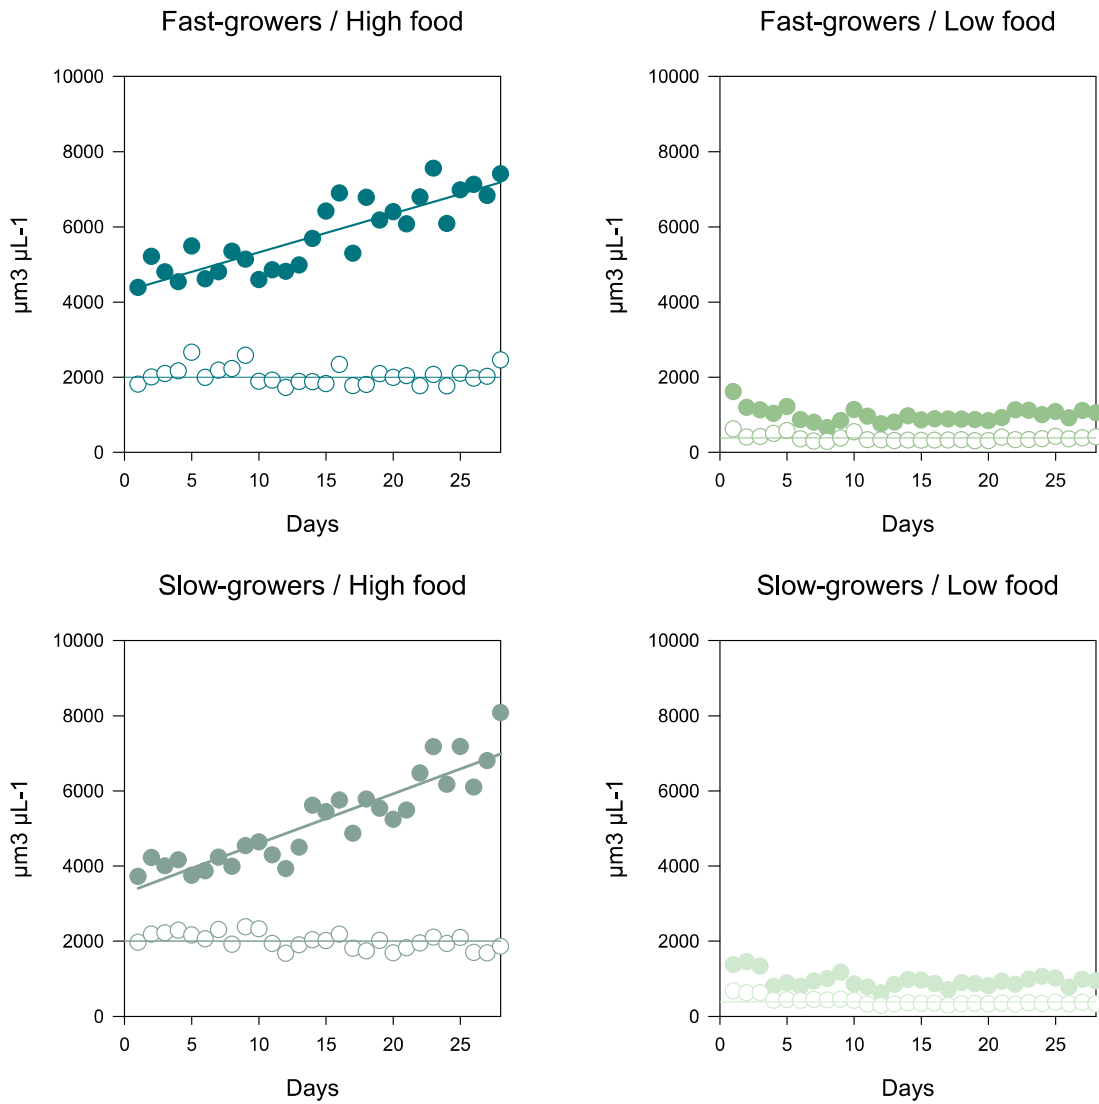 Fast-growers / High food
10000
8000
6000
4000
2000
0
µm3 µL-1
0 5 10 15 20 25
Days
Fast-growers / Low food
10000
8000
6000
4000
2000
0
µm3 µL-1
0 5 10 15 20 25
Days
Slow-growers / High food
10000
8000
6000
4000
2000
0
µm3 µL-1
0 5 10 15 20 25
Days
Slow-growers / Low food
10000
8000
6000
4000
2000
0
µm3 µL-1
0 5 10 15 20 25
Days